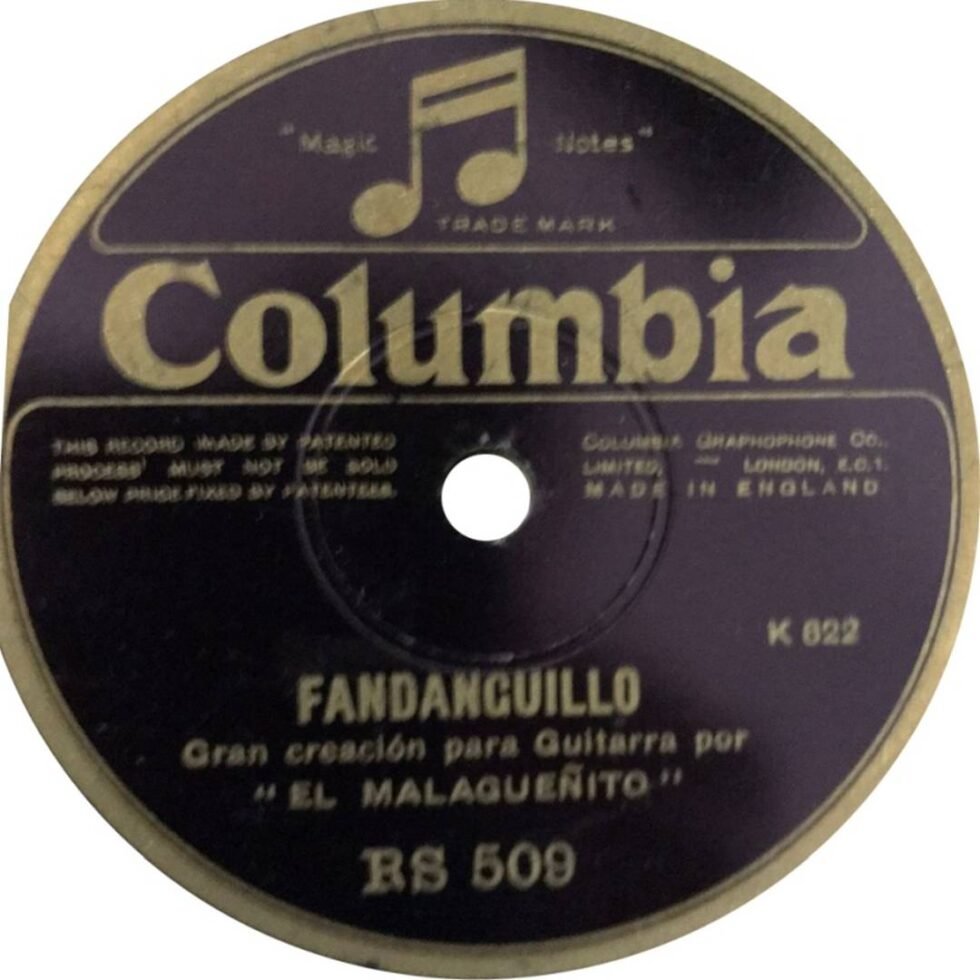 "Magic Notes"
TRADE MARK
Columbia
THIS RECORD MADE BY PATENTED
PROCESS MUST NOT BE SOLD
BELOW PRICE FIXED BY PATENTEES.
COLUMBIA GRAPHOPHONE CO.,
LIMITED, LONDON, E.C.1.
MADE IN ENGLAND
K 622
FANDANGUILLO
Gran creación para Guitarra por
"EL MALAGUEÑITO"
RS 509